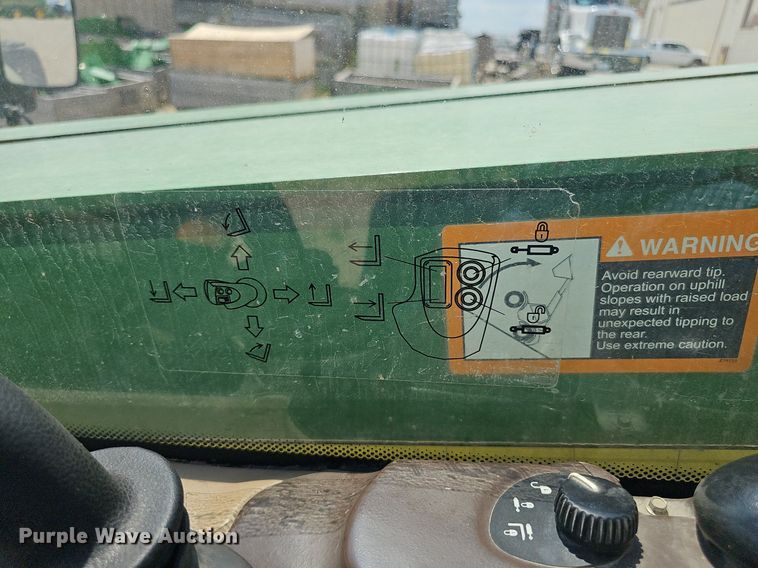 WARNING
Avoid rearward tip.
Operation on uphill
slopes with raised load
may result in
unexpected tipping to
the rear.
Use extreme caution.
Purple Wave Auction